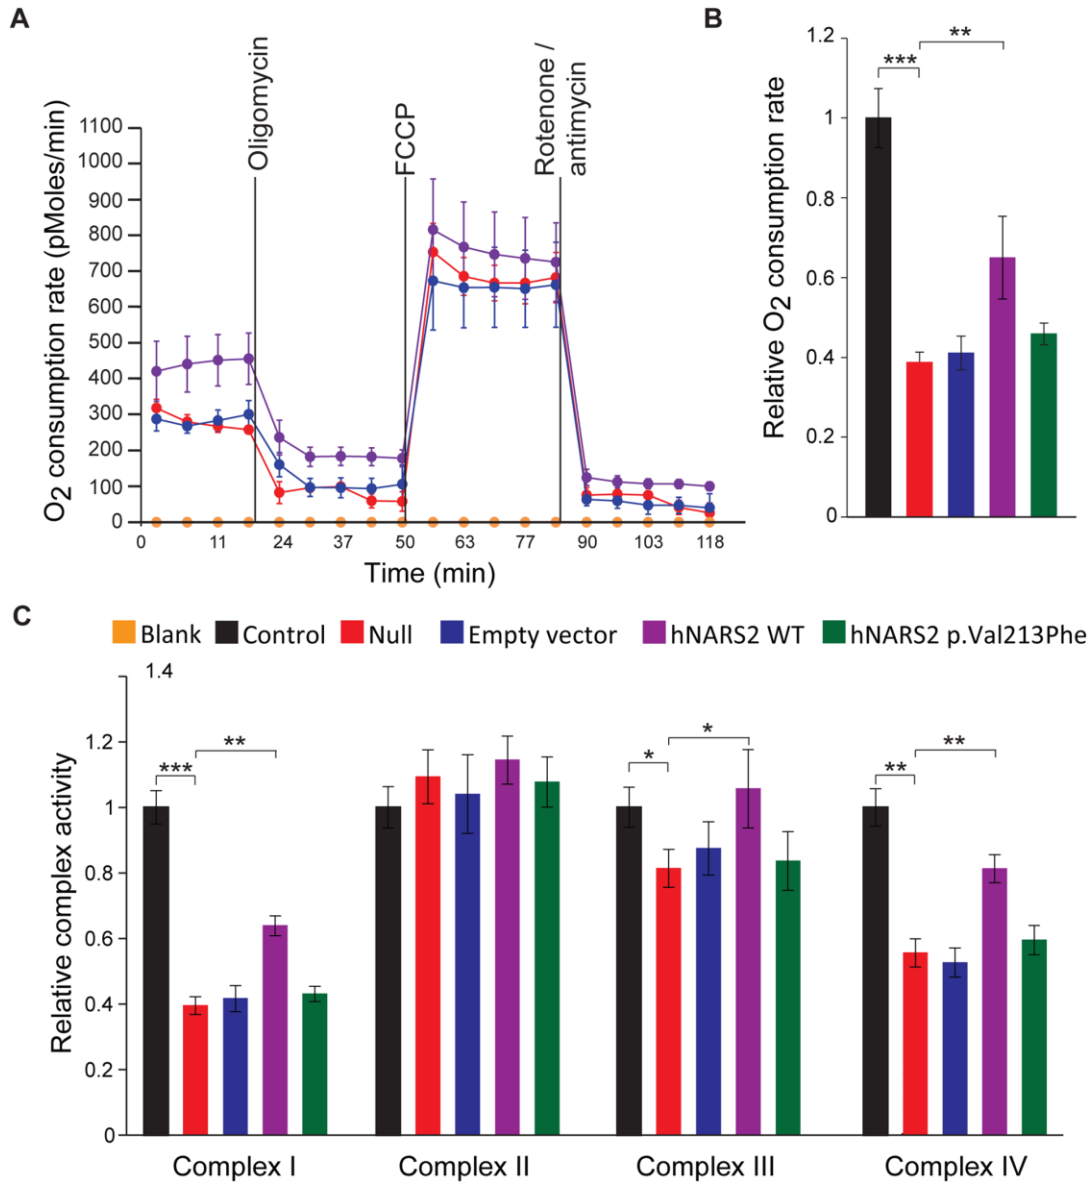 A
O2 consumption rate (pMoles/min)
1100
1000
900
800
700
600
500
400
300
200
100
0
Oligomycin
FCCP
Rotenone /
antimycin
0 11 24 37 50 63 77 90 103 118
Time (min)
B
Relative O2 consumption rate
1.2
1
0.8
0.6
0.4
0.2
0
***
**
C
Blank Control Null Empty vector hNARS2 WT hNARS2 p.Val213Phe
Relative complex activity
1.4
1.2
1
0.8
0.6
0.4
0.2
0
***
**
*
*
**
**
Complex I Complex II Complex III Complex IV